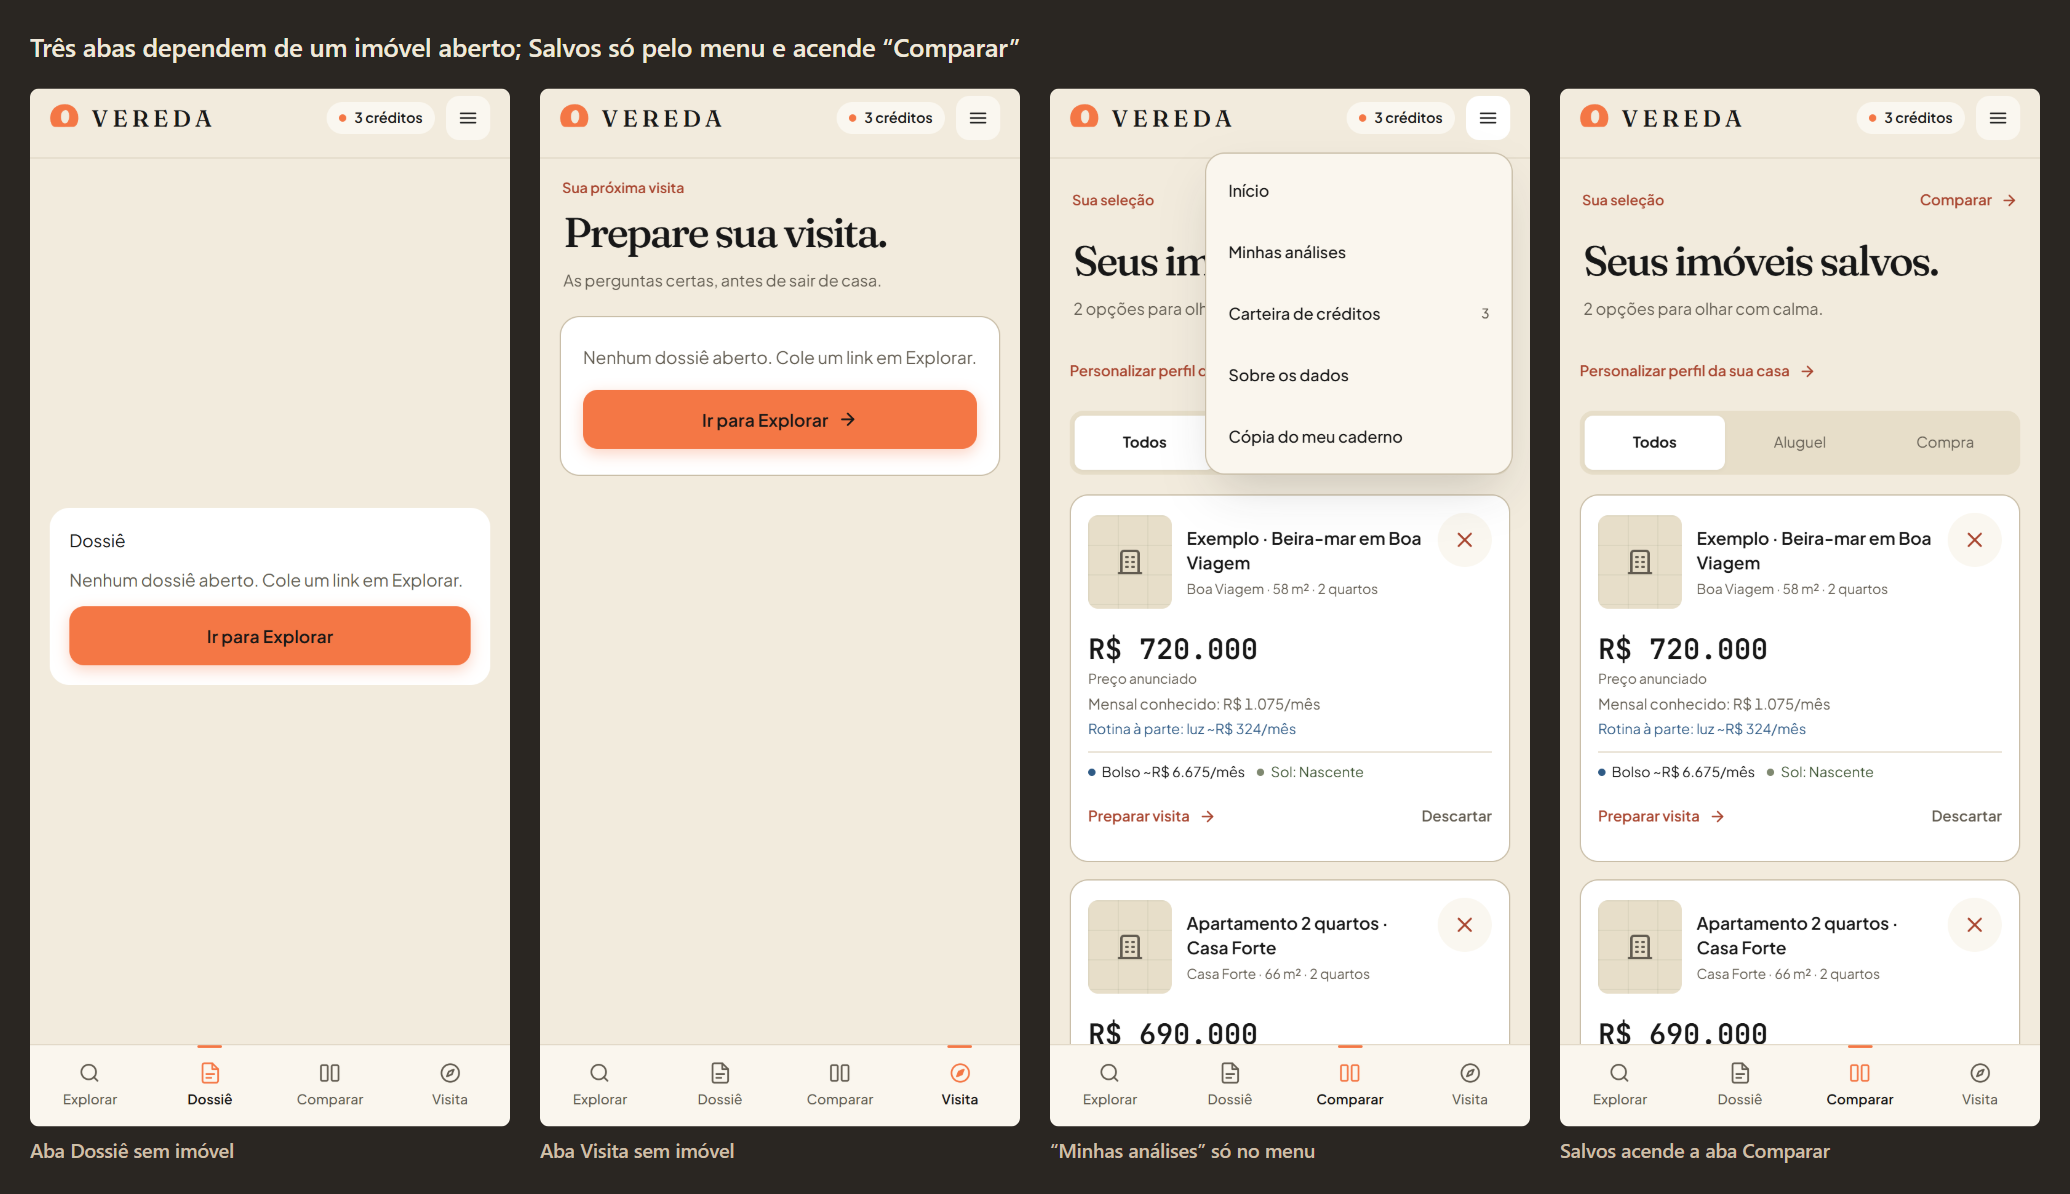 Três abas dependem de um imóvel aberto; Salvos só pelo menu e acende “Comparar”
VEREDA
3 créditos
Dossiê
Nenhum dossiê aberto. Cole um link em Explorar.
Ir para Explorar
Explorar
Dossiê
Comparar
Visita
Aba Dossiê sem imóvel
VEREDA
3 créditos
Sua próxima visita
Prepare sua visita.
As perguntas certas, antes de sair de casa.
Nenhum dossiê aberto. Cole um link em Explorar.
Ir para Explorar →
Explorar
Dossiê
Comparar
Visita
Aba Visita sem imóvel
VEREDA
3 créditos
Início
Minhas análises
Carteira de créditos 3
Sobre os dados
Cópia do meu caderno
Sua seleção
Seus im
2 opções para olh
Personalizar perfil
Todos
Exemplo · Beira-mar em Boa
Viagem
Boa Viagem · 58 m² · 2 quartos
R$ 720.000
Preço anunciado
Mensal conhecido: R$ 1.075/mês
Rotina à parte: luz ~R$ 324/mês
Bolso ~R$ 6.675/mês
Sol: Nascente
Preparar visita →
Descartar
Apartamento 2 quartos ·
Casa Forte
Casa Forte · 66 m² · 2 quartos
R$ 690.000
Explorar
Dossiê
Comparar
Visita
“Minhas análises” só no menu
VEREDA
3 créditos
Sua seleção
Comparar →
Seus imóveis salvos.
2 opções para olhar com calma.
Personalizar perfil da sua casa →
Todos
Aluguel
Compra
Exemplo · Beira-mar em Boa
Viagem
Boa Viagem · 58 m² · 2 quartos
R$ 720.000
Preço anunciado
Mensal conhecido: R$ 1.075/mês
Rotina à parte: luz ~R$ 324/mês
Bolso ~R$ 6.675/mês
Sol: Nascente
Preparar visita →
Descartar
Apartamento 2 quartos ·
Casa Forte
Casa Forte · 66 m² · 2 quartos
R$ 690.000
Explorar
Dossiê
Comparar
Visita
Salvos acende a aba Comparar